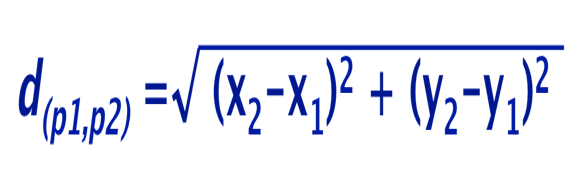 d(p1,p2) = √(x₂-x₁)² + (y₂-y₁)²